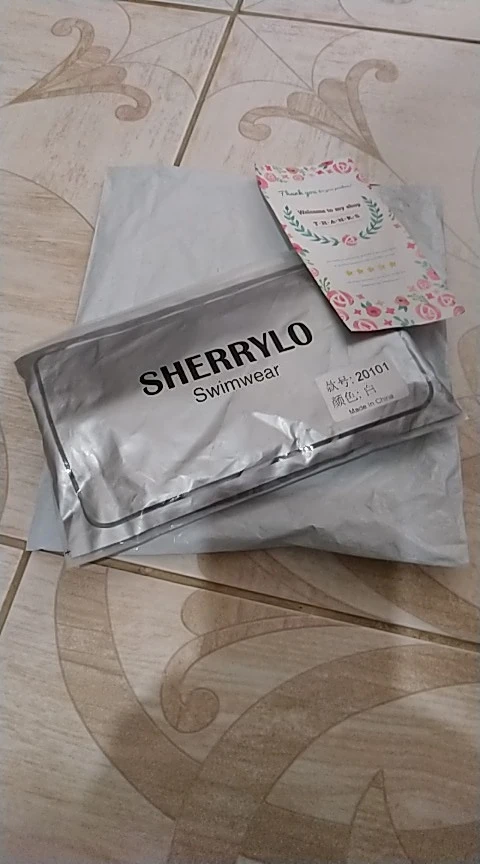 Thank you
Welcome to my shop
T·H·A·N·K·S
SHERRYLO
Swimwear
款号: 20101
颜色: 白
Made in China